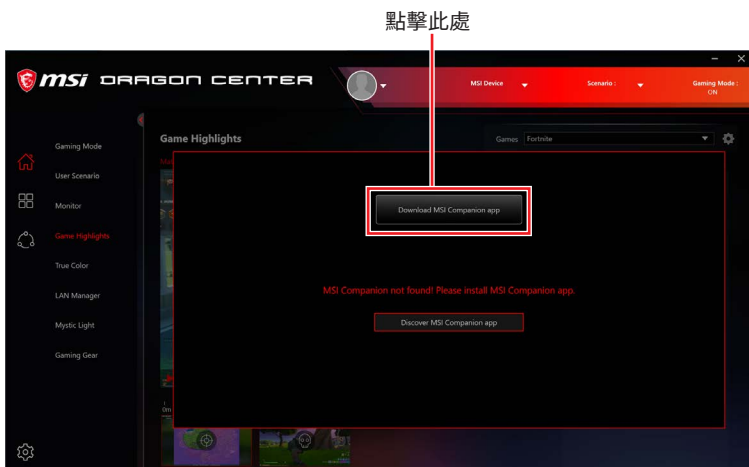 點擊此處
msi DRAGON CENTER
MSI Device
Scenario :
Gaming Mode :
ON
Gaming Mode
User Scenario
Monitor
Game Highlights
True Color
LAN Manager
Mystic Light
Gaming Gear
Game Highlights
Games
Fortnite
Download MSI Companion app
MSI Companion not found! Please install MSI Companion app.
Discover MSI Companion app
0m